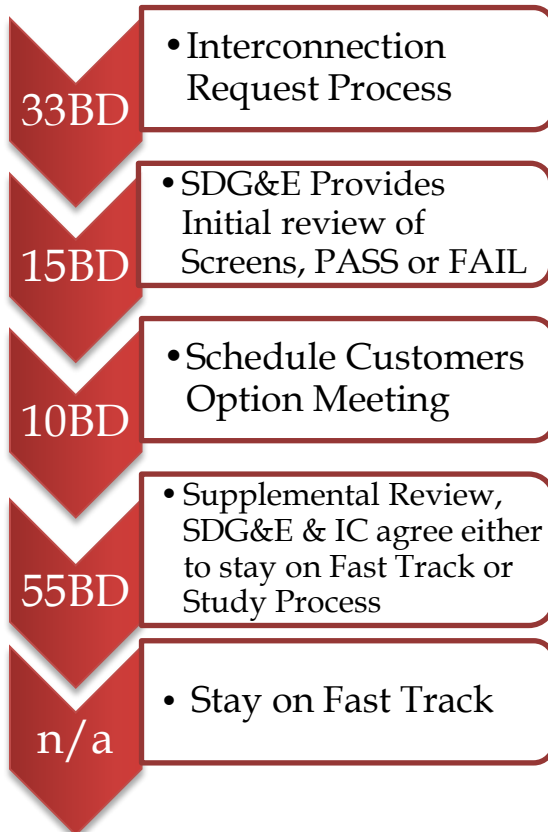 33BD
•Interconnection
Request Process
15BD
•SDG&E Provides
Initial review of
Screens, PASS or FAIL
10BD
•Schedule Customers
Option Meeting
55BD
• Supplemental Review,
SDG&E & IC agree either
to stay on Fast Track or
Study Process
n/a
• Stay on Fast Track